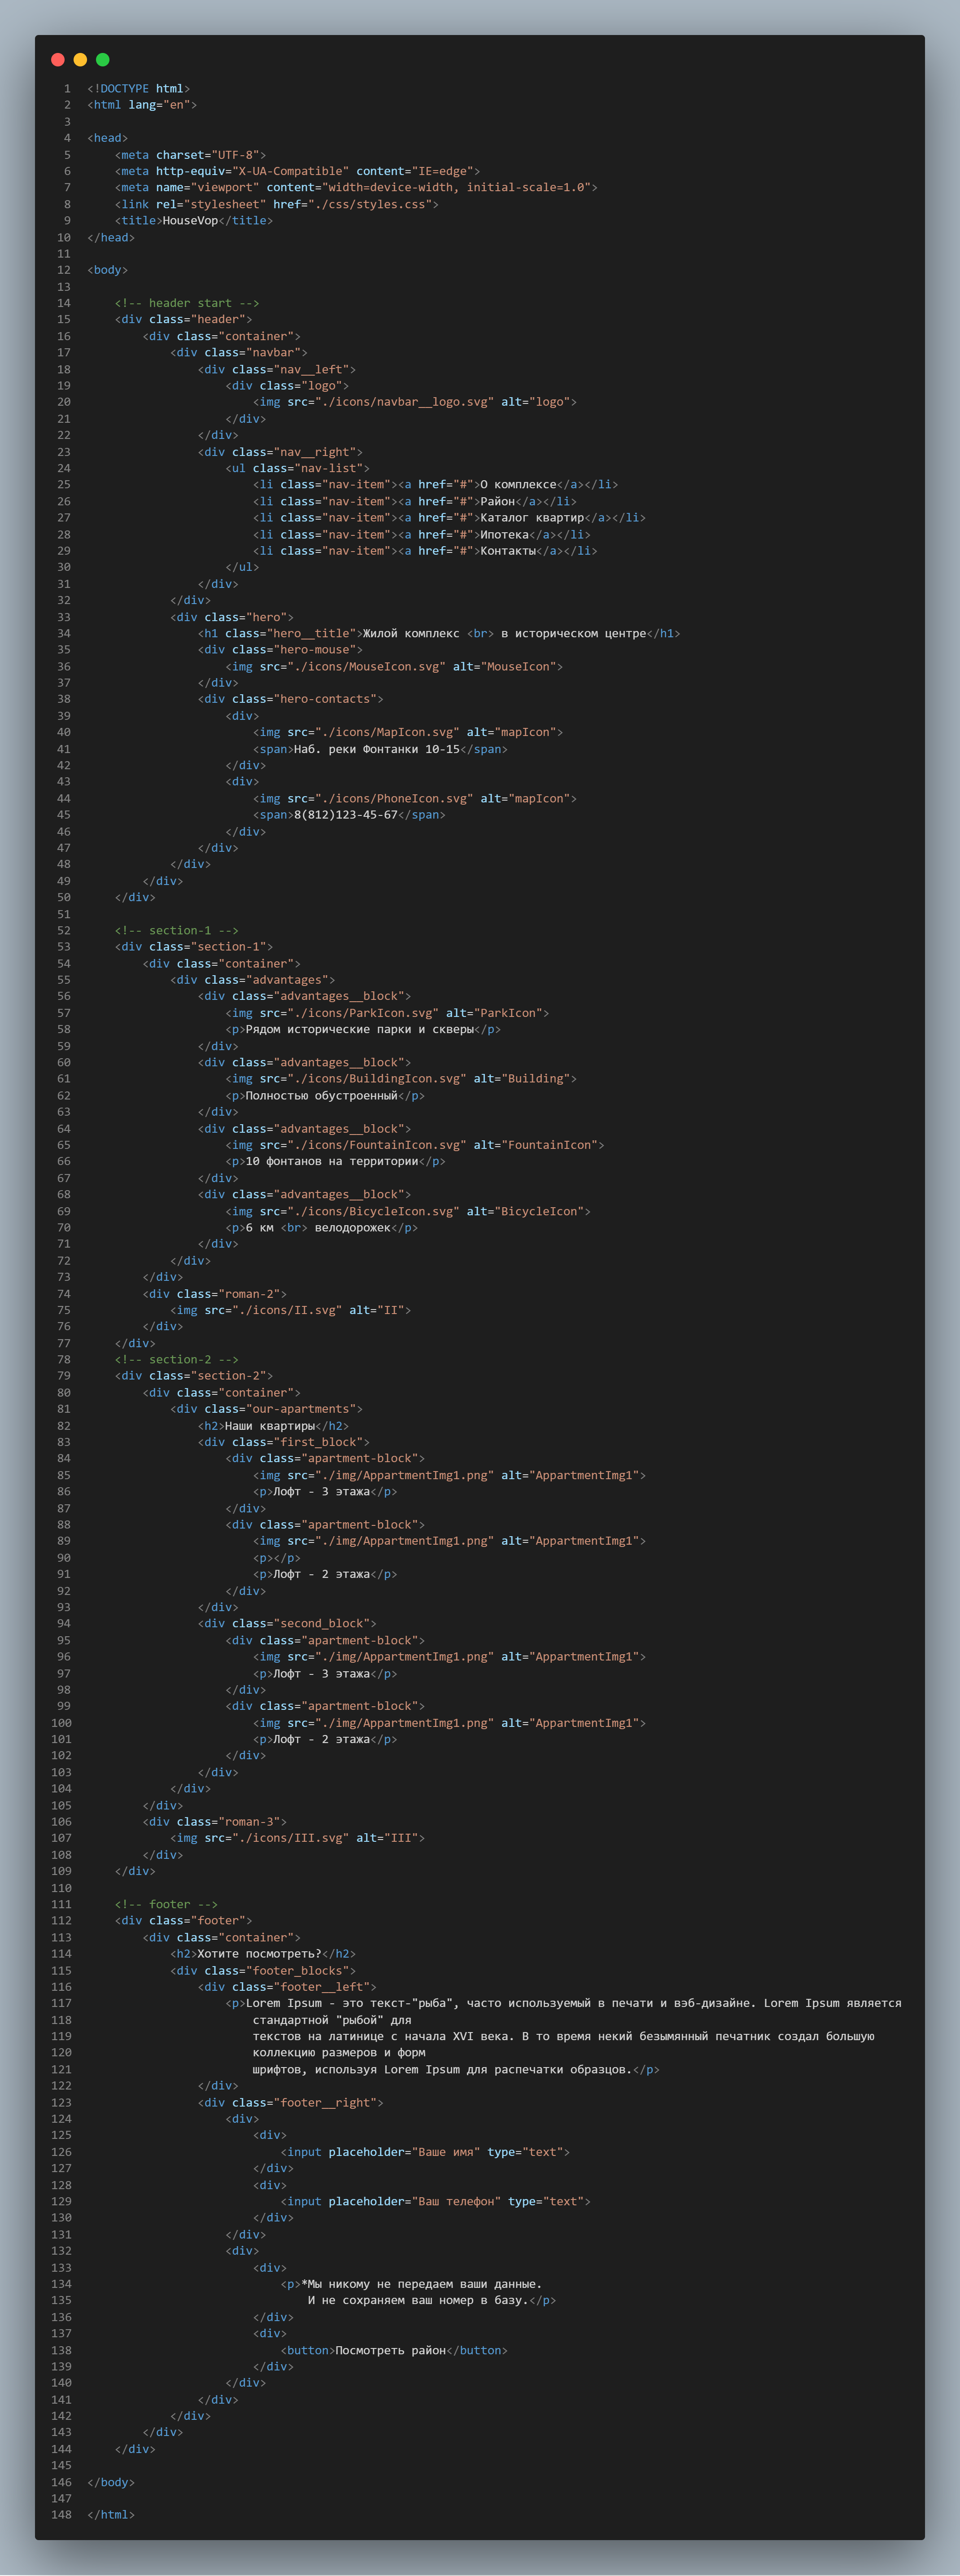 1 <!DOCTYPE html>
2 <html lang="en">
3
4 <head>
5     <meta charset="UTF-8">
6     <meta http-equiv="X-UA-Compatible" content="IE=edge">
7     <meta name="viewport" content="width=device-width, initial-scale=1.0">
8     <link rel="stylesheet" href="./css/styles.css">
9     <title>HouseVop</title>
10 </head>
11
12 <body>
13
14     <!-- header start -->
15     <div class="header">
16         <div class="container">
17             <div class="navbar">
18                 <div class="nav__left">
19                     <div class="logo">
20                         <img src="./icons/navbar__logo.svg" alt="logo">
21                     </div>
22                 </div>
23                 <div class="nav__right">
24                     <ul class="nav-list">
25                         <li class="nav-item"><a href="#">О комплексе</a></li>
26                         <li class="nav-item"><a href="#">Район</a></li>
27                         <li class="nav-item"><a href="#">Каталог квартир</a></li>
28                         <li class="nav-item"><a href="#">Ипотека</a></li>
29                         <li class="nav-item"><a href="#">Контакты</a></li>
30                     </ul>
31                 </div>
32             </div>
33             <div class="hero">
34                 <h1 class="hero__title">Жилой комплекс <br> в историческом центре</h1>
35                 <div class="hero-mouse">
36                     <img src="./icons/MouseIcon.svg" alt="MouseIcon">
37                 </div>
38                 <div class="hero-contacts">
39                     <div>
40                         <img src="./icons/MapIcon.svg" alt="mapIcon">
41                         <span>Наб. реки Фонтанки 10-15</span>
42                     </div>
43                     <div>
44                         <img src="./icons/PhoneIcon.svg" alt="mapIcon">
45                         <span>8(812)123-45-67</span>
46                     </div>
47                 </div>
48             </div>
49         </div>
50     </div>
51
52     <!-- section-1 -->
53     <div class="section-1">
54         <div class="container">
55             <div class="advantages">
56                 <div class="advantages__block">
57                     <img src="./icons/ParkIcon.svg" alt="ParkIcon">
58                     <p>Рядом исторические парки и скверы</p>
59                 </div>
60                 <div class="advantages__block">
61                     <img src="./icons/BuildingIcon.svg" alt="Building">
62                     <p>Полностью обустроенный</p>
63                 </div>
64                 <div class="advantages__block">
65                     <img src="./icons/FountainIcon.svg" alt="FountainIcon">
66                     <p>10 фонтанов на территории</p>
67                 </div>
68                 <div class="advantages__block">
69                     <img src="./icons/BicycleIcon.svg" alt="BicycleIcon">
70                     <p>6 км <br> велодорожек</p>
71                 </div>
72             </div>
73         </div>
74         <div class="roman-2">
75             <img src="./icons/II.svg" alt="II">
76         </div>
77     </div>
78     <!-- section-2 -->
79     <div class="section-2">
80         <div class="container">
81             <div class="our-apartments">
82                 <h2>Наши квартиры</h2>
83                 <div class="first_block">
84                     <div class="apartment-block">
85                         <img src="./img/AppartmentImg1.png" alt="AppartmentImg1">
86                         <p>Лофт - 3 этажа</p>
87                     </div>
88                     <div class="apartment-block">
89                         <img src="./img/AppartmentImg1.png" alt="AppartmentImg1">
90                         <p></p>
91                         <p>Лофт - 2 этажа</p>
92                     </div>
93                 </div>
94                 <div class="second_block">
95                     <div class="apartment-block">
96                         <img src="./img/AppartmentImg1.png" alt="AppartmentImg1">
97                         <p>Лофт - 3 этажа</p>
98                     </div>
99                     <div class="apartment-block">
100                         <img src="./img/AppartmentImg1.png" alt="AppartmentImg1">
101                         <p>Лофт - 2 этажа</p>
102                     </div>
103                 </div>
104             </div>
105         </div>
106         <div class="roman-3">
107             <img src="./icons/III.svg" alt="III">
108         </div>
109     </div>
110
111     <!-- footer -->
112     <div class="footer">
113         <div class="container">
114             <h2>Хотите посмотреть?</h2>
115             <div class="footer_blocks">
116                 <div class="footer__left">
117                     <p>Lorem Ipsum - это текст-"рыба", часто используемый в печати и вэб-дизайне. Lorem Ipsum является
118                         стандартной "рыбой" для
119                         текстов на латинице с начала XVI века. В то время некий безымянный печатник создал большую
120                         коллекцию размеров и форм
121                         шрифтов, используя Lorem Ipsum для распечатки образцов.</p>
122                 </div>
123                 <div class="footer__right">
124                     <div>
125                         <div>
126                             <input placeholder="Ваше имя" type="text">
127                         </div>
128                         <div>
129                             <input placeholder="Ваш телефон" type="text">
130                         </div>
131                     </div>
132                     <div>
133                         <div>
134                             <p>*Мы никому не передаем ваши данные.
135                                 И не сохраняем ваш номер в базу.</p>
136                         </div>
137                         <div>
138                             <button>Посмотреть район</button>
139                         </div>
140                     </div>
141                 </div>
142             </div>
143         </div>
144     </div>
145
146 </body>
147
148 </html>